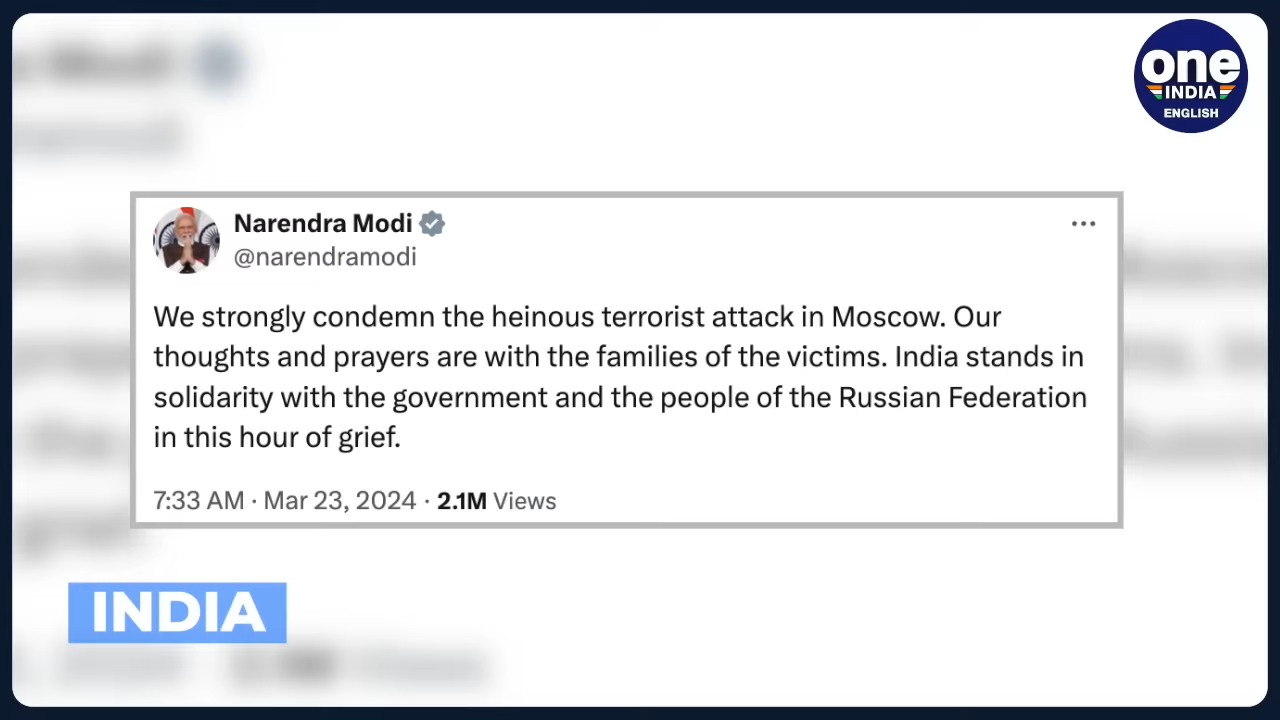 one
INDIA
ENGLISH
Narendra Modi
@narendramodi
We strongly condemn the heinous terrorist attack in Moscow. Our
thoughts and prayers are with the families of the victims. India stands in
solidarity with the government and the people of the Russian Federation
in this hour of grief.
7:33 AM · Mar 23, 2024 · 2.1M Views
INDIA